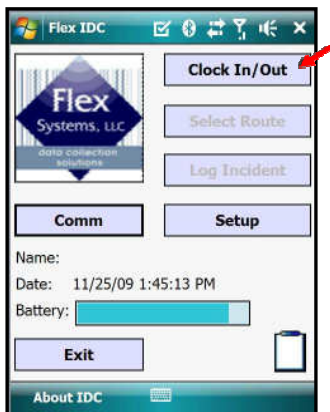 Flex IDC
Clock In/Out
Flex
Systems, LLC
data collection
solutions
Select Route
Log Incident
Comm
Setup
Name:
Date: 11/25/09 1:45:13 PM
Battery:
Exit
About IDC